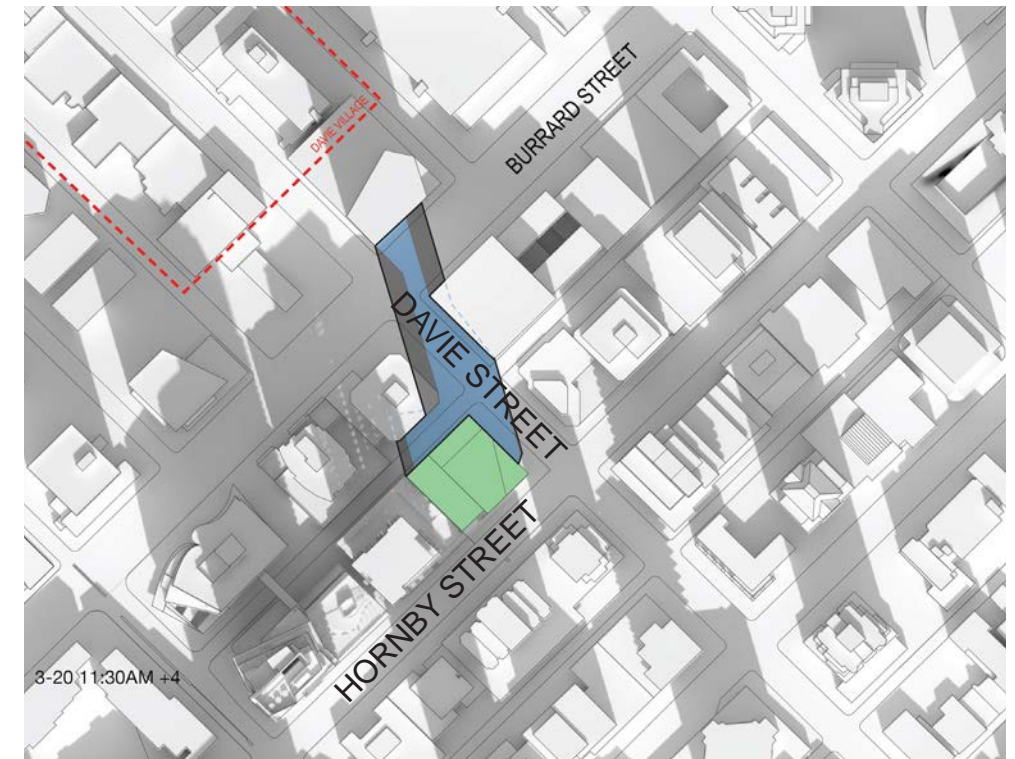 DAVIE VILLAGE
BURRARD STREET
DAVIE STREET
HORNBY STREET
3-20 11:30AM +4